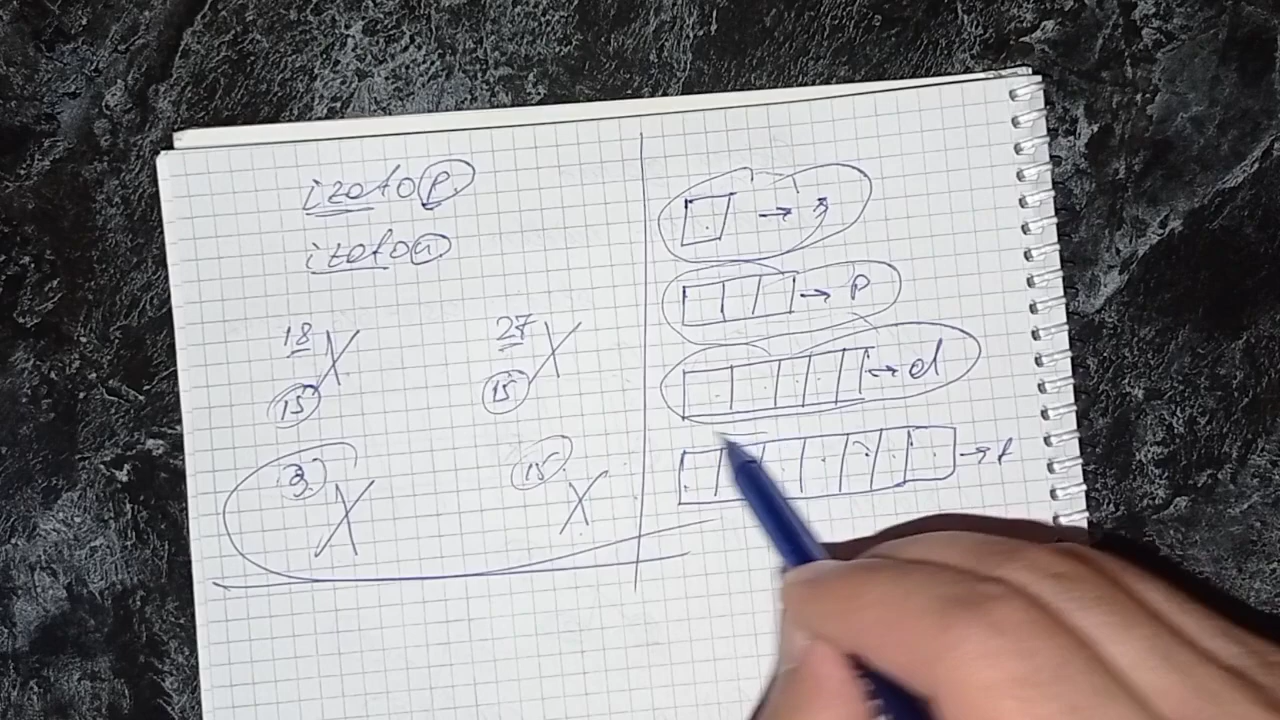 izotop
izoton
18 X 27 X
15 15
3 X 15 X
→ s
→ p
→ d
→ f